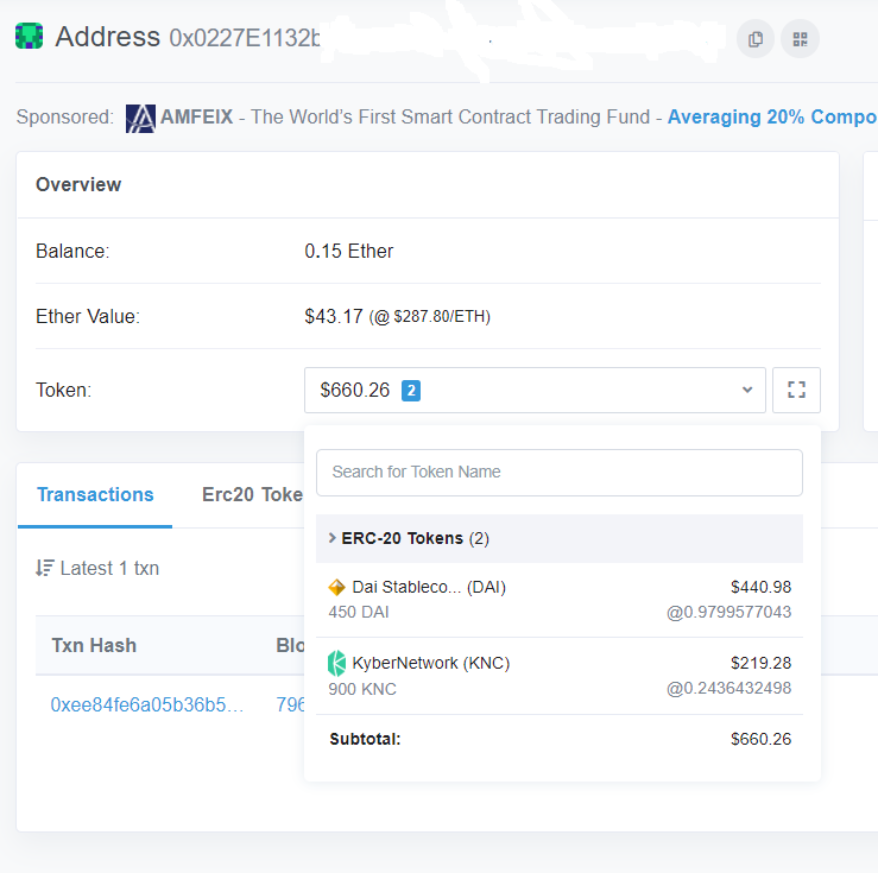 Address 0x0227E1132b
Sponsored: AMFEIX - The World's First Smart Contract Trading Fund - Averaging 20% Compo
Overview
Balance: 0.15 Ether
Ether Value: $43.17 (@ $287.80/ETH)
Token: $660.26 2
Search for Token Name
ERC-20 Tokens (2)
Dai Stableco... (DAI) $440.98
450 DAI @0.9799577043
KyberNetwork (KNC) $219.28
900 KNC @0.2436432498
Subtotal: $660.26
Transactions Erc20 Toke
Latest 1 txn
Txn Hash Blo
0xee84fe6a05b36b5... 796